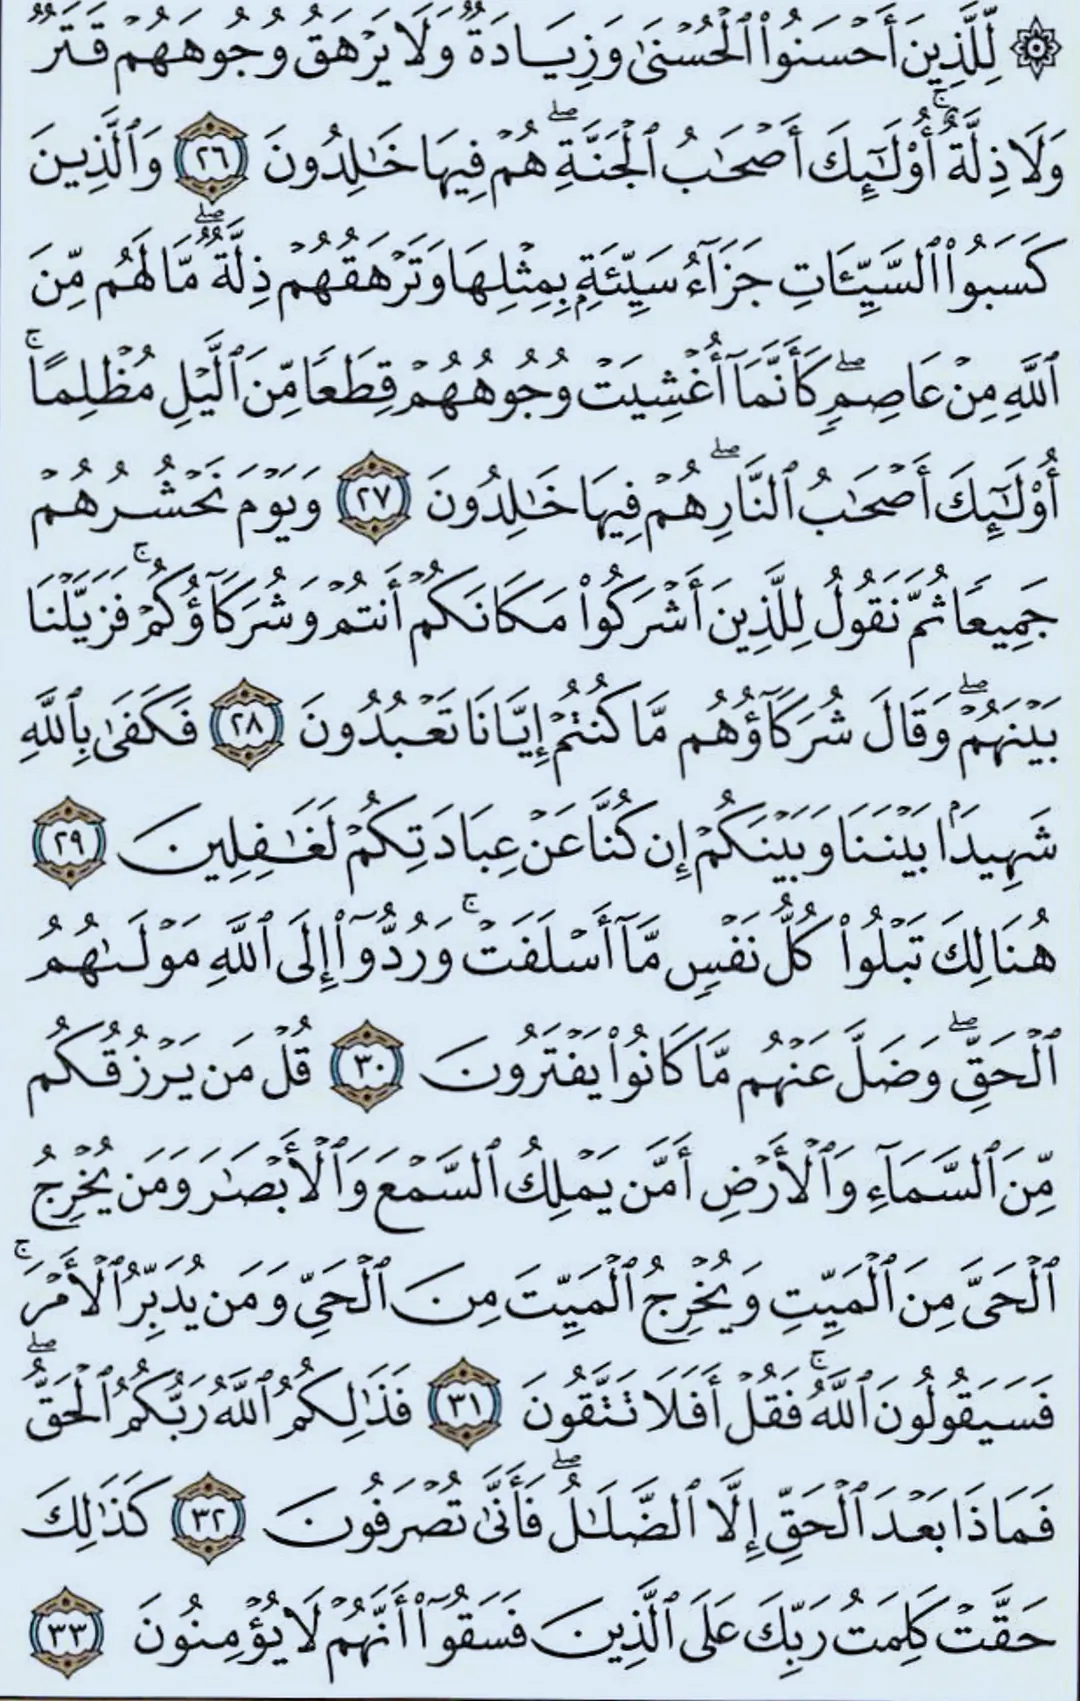 ۞ لِّلَّذِينَ أَحْسَنُوا۟ ٱلْحُسْنَىٰ وَزِيَادَةٌ وَلَا يَرْهَقُ وُجُوهَهُمْ قَتَرٌ
وَلَا ذِلَّةٌ ۚ أُو۟لَـٰٓئِكَ أَصْحَـٰبُ ٱلْجَنَّةِ ۖ هُمْ فِيهَا خَـٰلِدُونَ ٢٦ وَٱلَّذِينَ
كَسَبُوا۟ ٱلسَّيِّـَٔاتِ جَزَآءُ سَيِّئَةٍۭ بِمِثْلِهَا وَتَرْهَقُهُمْ ذِلَّةٌ ۖ مَّا لَهُم مِّنَ
ٱللَّهِ مِنْ عَاصِمٍ ۖ كَأَنَّمَآ أُغْشِيَتْ وُجُوهُهُمْ قِطَعًا مِّنَ ٱلَّيْلِ مُظْلِمًا ۚ
أُو۟لَـٰٓئِكَ أَصْحَـٰبُ ٱلنَّارِ ۖ هُمْ فِيهَا خَـٰلِدُونَ ٢٧ وَيَوْمَ نَحْشُرُهُمْ
جَمِيعًا ثُمَّ نَقُولُ لِلَّذِينَ أَشْرَكُوا۟ مَكَانَكُمْ أَنتُمْ وَشُرَكَآؤُكُمْ ۚ فَزَيَّلْنَا
بَيْنَهُمْ ۖ وَقَالَ شُرَكَآؤُهُم مَّا كُنتُمْ إِيَّانَا تَعْبُدُونَ ٢٨ فَكَفَىٰ بِٱللَّهِ
شَهِيدًۢا بَيْنَنَا وَبَيْنَكُمْ إِن كُنَّا عَنْ عِبَادَتِكُمْ لَغَـٰفِلِينَ ٢٩
هُنَالِكَ تَبْلُوا۟ كُلُّ نَفْسٍ مَّآ أَسْلَفَتْ ۚ وَرُدُّوٓا۟ إِلَى ٱللَّهِ مَوْلَىٰهُمُ
ٱلْحَقِّ ۖ وَضَلَّ عَنْهُم مَّا كَانُوا۟ يَفْتَرُونَ ٣٠ قُلْ مَن يَرْزُقُكُم
مِّنَ ٱلسَّمَآءِ وَٱلْأَرْضِ أَمَّن يَمْلِكُ ٱلسَّمْعَ وَٱلْأَبْصَـٰرَ وَمَن يُخْرِجُ
ٱلْحَىَّ مِنَ ٱلْمَيِّتِ وَيُخْرِجُ ٱلْمَيِّتَ مِنَ ٱلْحَىِّ وَمَن يُدَبِّرُ ٱلْأَمْرَ ۚ
فَسَيَقُولُونَ ٱللَّهُ ۚ فَقُلْ أَفَلَا تَتَّقُونَ ٣١ فَذَٰلِكُمُ ٱللَّهُ رَبُّكُمُ ٱلْحَقُّ ۖ
فَمَاذَا بَعْدَ ٱلْحَقِّ إِلَّا ٱلضَّلَـٰلُ ۖ فَأَنَّىٰ تُصْرَفُونَ ٣٢ كَذَٰلِكَ
حَقَّتْ كَلِمَتُ رَبِّكَ عَلَى ٱلَّذِينَ فَسَقُوٓا۟ أَنَّهُمْ لَا يُؤْمِنُونَ ٣٣